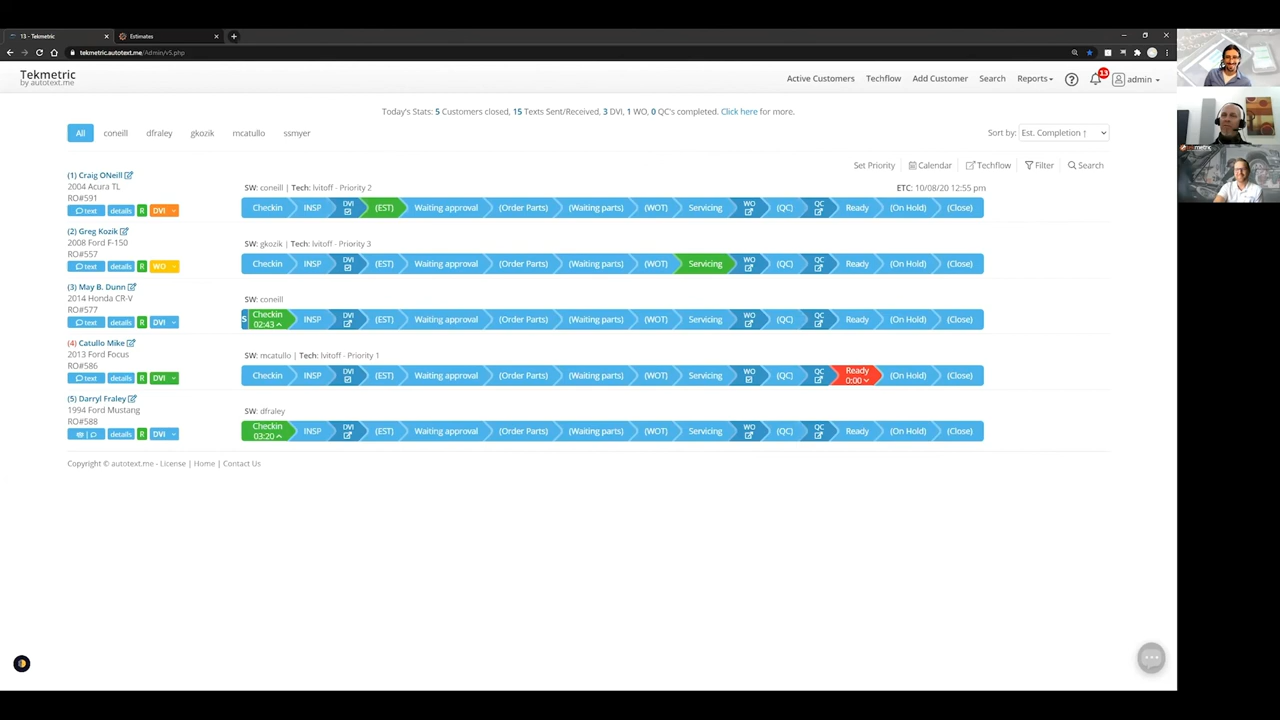 13 - Tekmetric
Estimates
tekmetric.autotext.me/Admin/v5.php
Tekmetric
by autotext.me
Active Customers Techflow Add Customer Search Reports 13 admin
Today's Stats: 5 Customers closed, 15 Texts Sent/Received, 3 DVI, 1 WO, 0 QC's completed. Click here for more.
All coneill dfraley gkozik mcatullo ssmyer
Sort by: Est. Completion ↑
Set Priority Calendar Techflow Filter Search
(1) Craig ONeill
2004 Acura TL
RO#591
text details R DVI
SW: coneill | Tech: lvitoff - Priority 2
ETC: 10/08/20 12:55 pm
Checkin INSP DVI (EST) Waiting approval (Order Parts) (Waiting parts) (WOT) Servicing WO (QC) QC Ready (On Hold) (Close)
(2) Greg Kozik
2008 Ford F-150
RO#557
text details R WO
SW: gkozik | Tech: lvitoff - Priority 3
Checkin INSP DVI (EST) Waiting approval (Order Parts) (Waiting parts) (WOT) Servicing WO (QC) QC Ready (On Hold) (Close)
(3) May B. Dunn
2014 Honda CR-V
RO#577
text details R DVI
SW: coneill
S Checkin 02:43 INSP DVI (EST) Waiting approval (Order Parts) (Waiting parts) (WOT) Servicing WO (QC) QC Ready (On Hold) (Close)
(4) Catullo Mike
2013 Ford Focus
RO#586
text details R DVI
SW: mcatullo | Tech: lvitoff - Priority 1
Checkin INSP DVI (EST) Waiting approval (Order Parts) (Waiting parts) (WOT) Servicing WO (QC) QC Ready 0:00 (On Hold) (Close)
(5) Darryl Fraley
1994 Ford Mustang
RO#588
details R DVI
SW: dfraley
Checkin 03:20 INSP DVI (EST) Waiting approval (Order Parts) (Waiting parts) (WOT) Servicing WO (QC) QC Ready (On Hold) (Close)
Copyright © autotext.me - License | Home | Contact Us